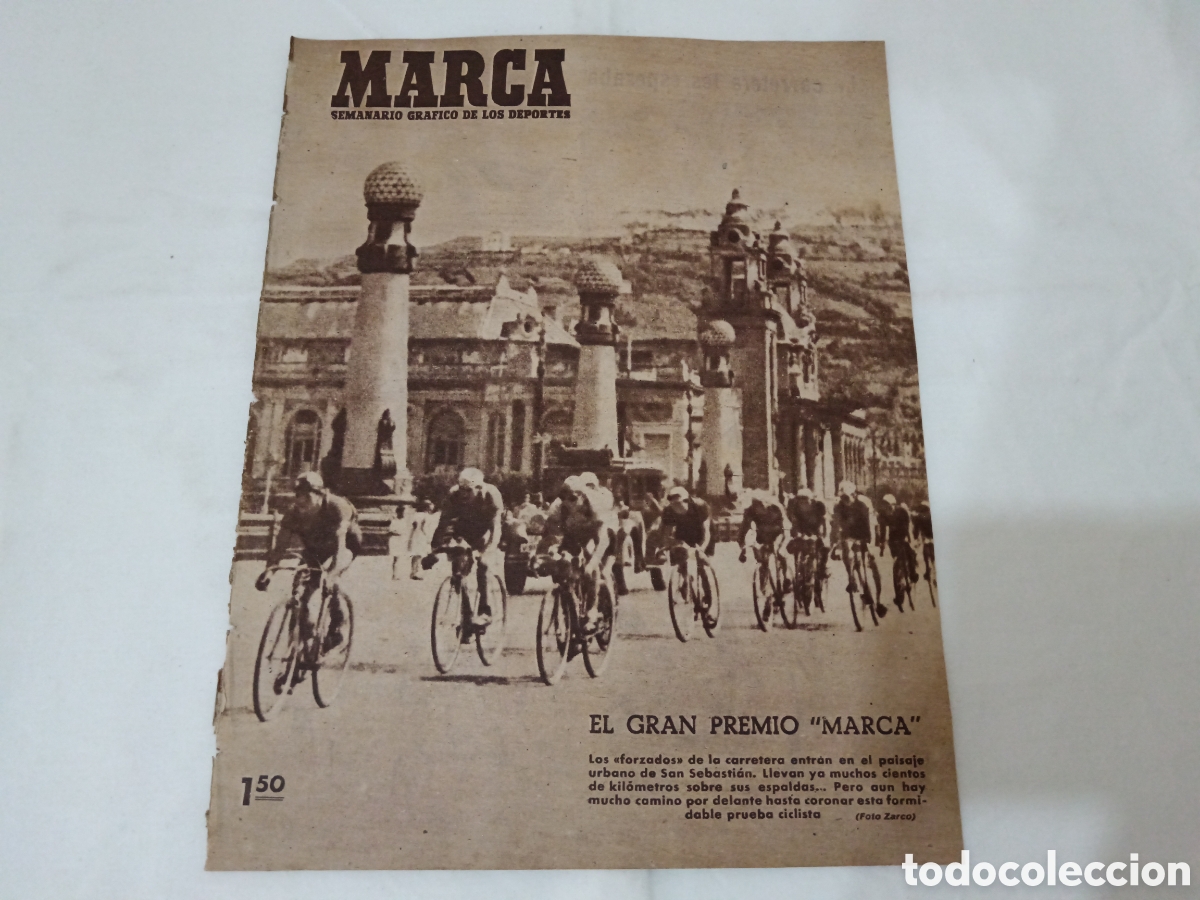 MARCA
SEMANARIO GRAFICO DE LOS DEPORTES
EL GRAN PREMIO "MARCA"
Los «forzados» de la carretera entran en el paisaje
urbano de San Sebastián. Llevan ya muchos cientos
de kilómetros sobre sus espaldas... Pero aun hay
mucho camino por delante hasta coronar esta formi-
dable prueba ciclista (Foto Zarco)
1 50
todocoleccion